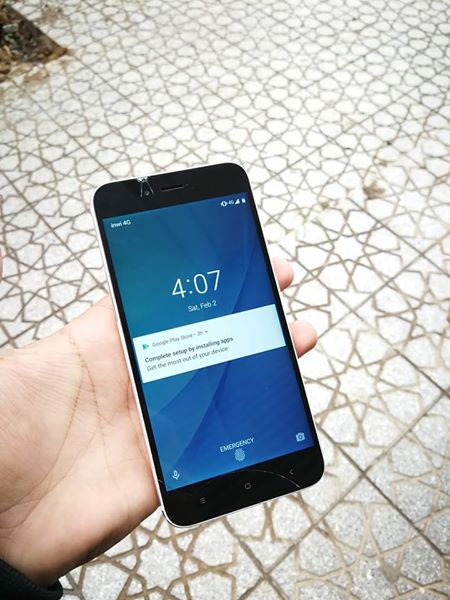 inwi 4G
4G
4:07
Sat, Feb 2
Google Play Store • 3h
Complete setup by installing apps
Get the most out of your device
EMERGENCY